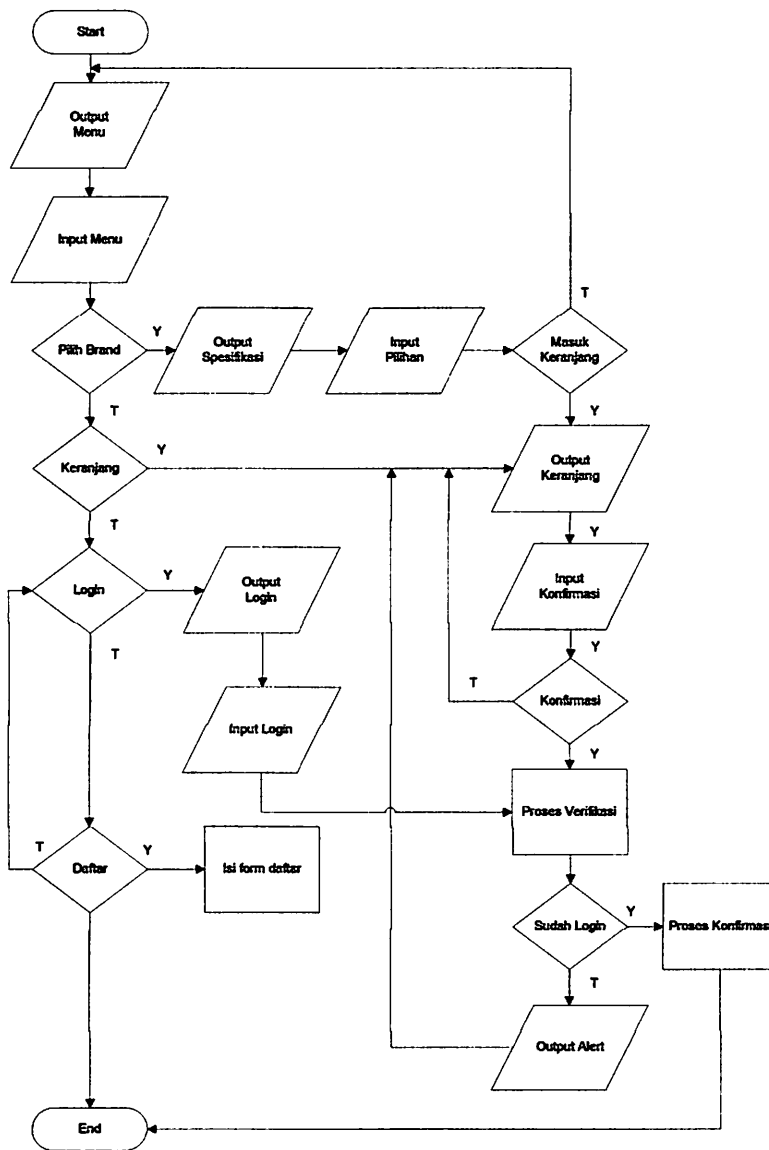 Start
Output
Menu
Input Menu
T
Pilih Brand
Y
Output
Spesifikasi
Input
Pilihan
Masuk
Keranjang
T
Y
Keranjang
Y
Output
Keranjang
T
Y
Login
Y
Output
Login
Input
Konfirmasi
T
Y
Input Login
T
Konfirmasi
Y
Proses Verifikasi
T
Daftar
Y
Isi form daftar
Sudah Login
Y
Proses Konfirmasi
T
Output Alert
End